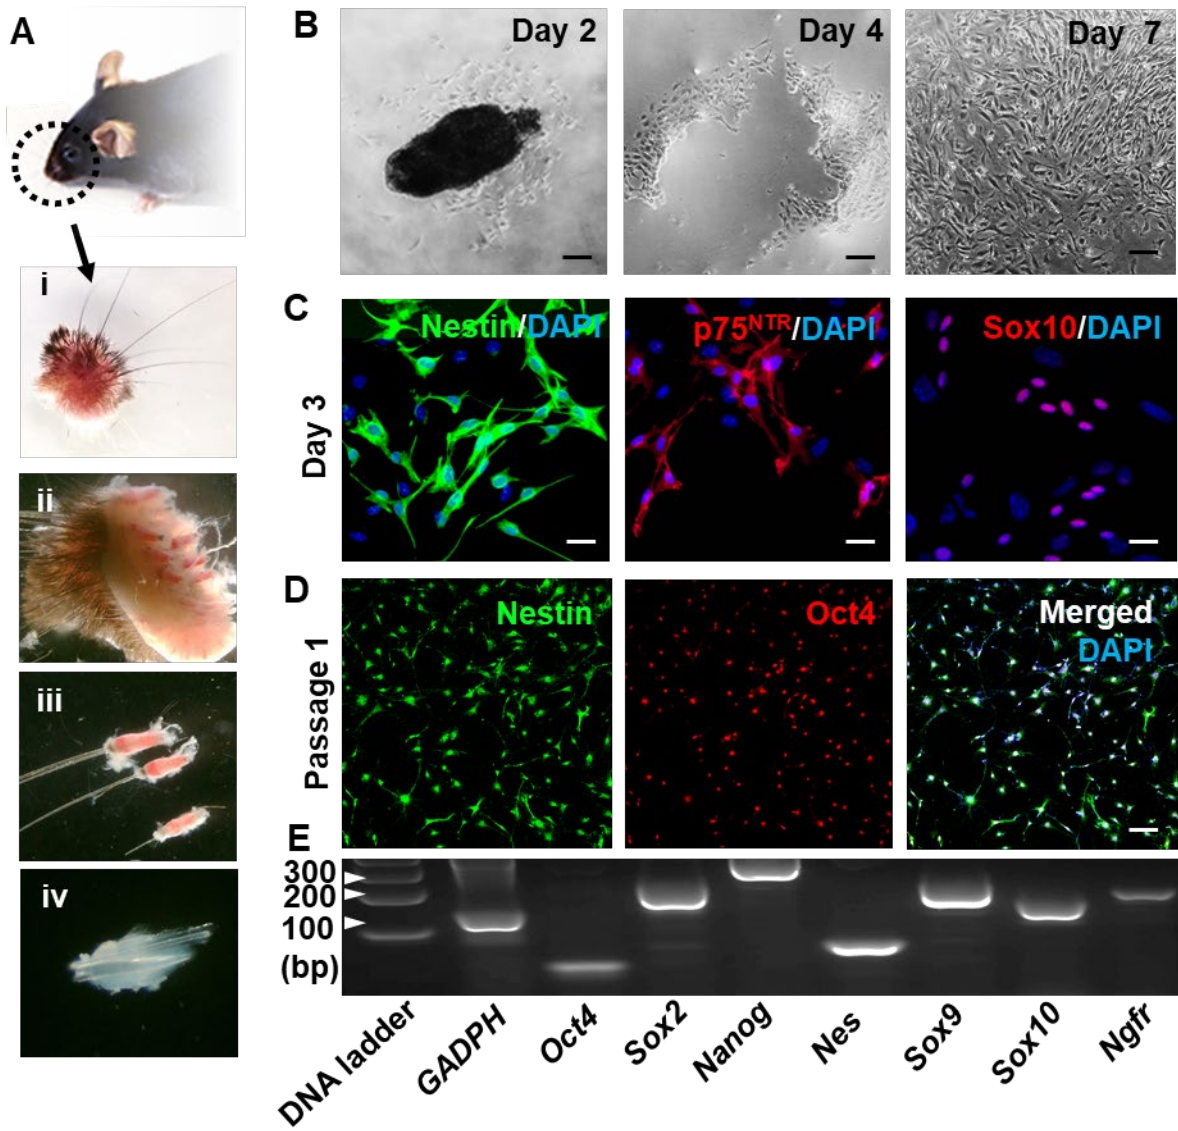 A
i
ii
iii
iv
B
Day 2
Day 4
Day 7
C
Day 3
Nestin/DAPI
p75NTR/DAPI
Sox10/DAPI
D
Passage 1
Nestin
Oct4
Merged
DAPI
E
300
200
100
(bp)
DNA ladder
GADPH
Oct4
Sox2
Nanog
Nes
Sox9
Sox10
Ngfr